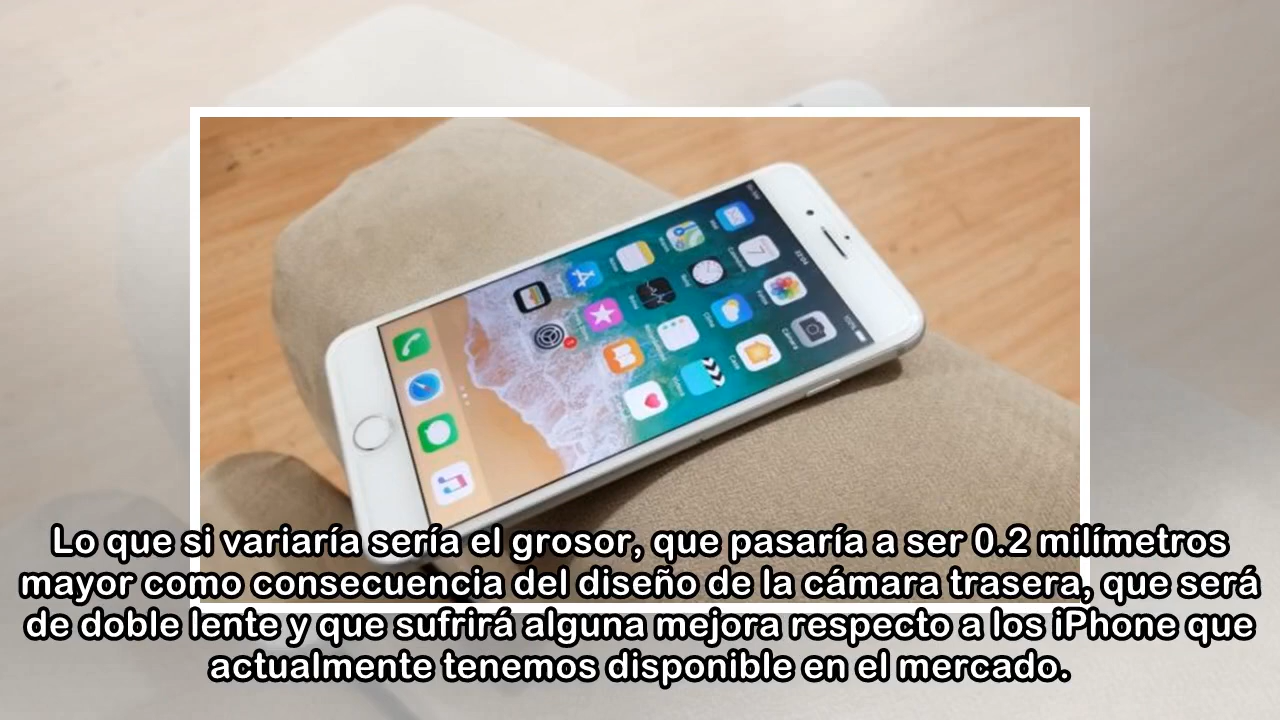 Lo que si variaría sería el grosor, que pasaría a ser 0.2 milímetros
mayor como consecuencia del diseño de la cámara trasera, que será
de doble lente y que sufrirá alguna mejora respecto a los iPhone que
actualmente tenemos disponible en el mercado.